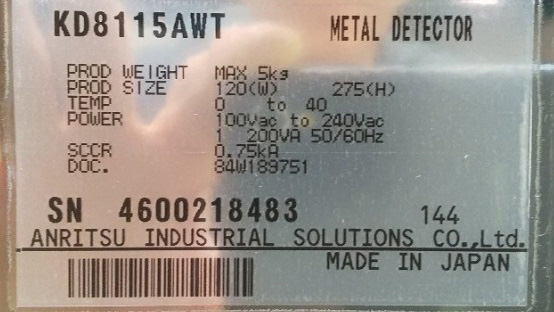 KD8115AWT METAL DETECTOR
PROD WEIGHT MAX 5kg
PROD SIZE 120(W) 275(H)
TEMP 0 to 40
POWER 100Vac to 240Vac
1 200VA 50/60Hz
SCCR 0.75kA
DOC. 84W189751
SN 4600218483 144
ANRITSU INDUSTRIAL SOLUTIONS CO.,Ltd.
MADE IN JAPAN